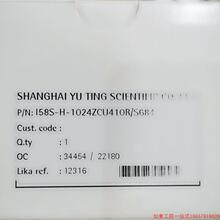 SHANGHAI YU TING SCIENTIFIC CO.
P/N: I58S-H-1024ZCU410R/S684
Cust. code :
Q.ty : 1
OC : 34454 / 22180
Lika ref. : 12316